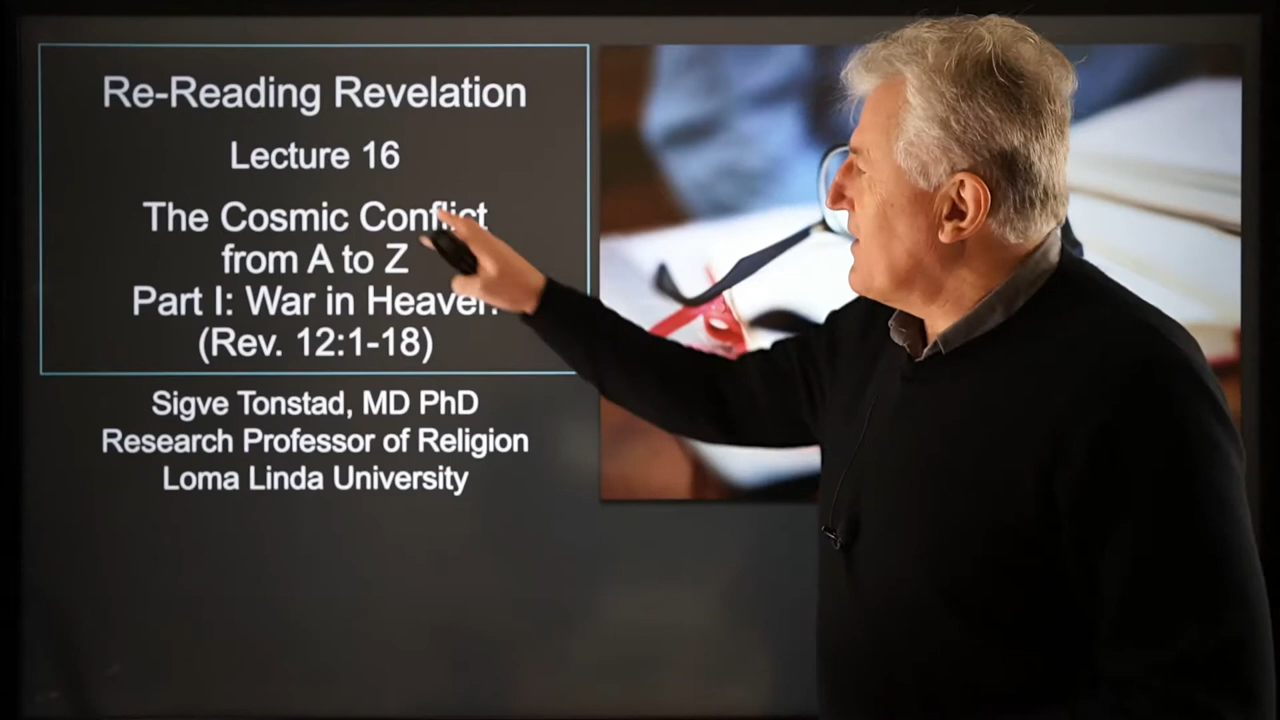 Re-Reading Revelation
Lecture 16
The Cosmic Conflict
from A to Z
Part I: War in Heaven
(Rev. 12:1-18)
Sigve Tonstad, MD PhD
Research Professor of Religion
Loma Linda University